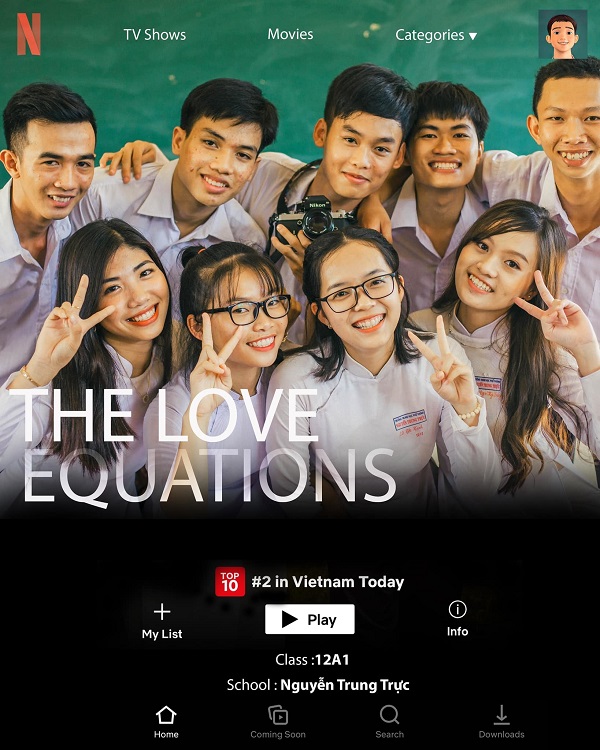 N
TV Shows
Movies
Categories ▾
Nikon
THE LOVE
EQUATIONS
TOP
10
#2 in Vietnam Today
My List
Play
Info
Class :12A1
School : Nguyễn Trung Trực
Home
Coming Soon
Search
Downloads